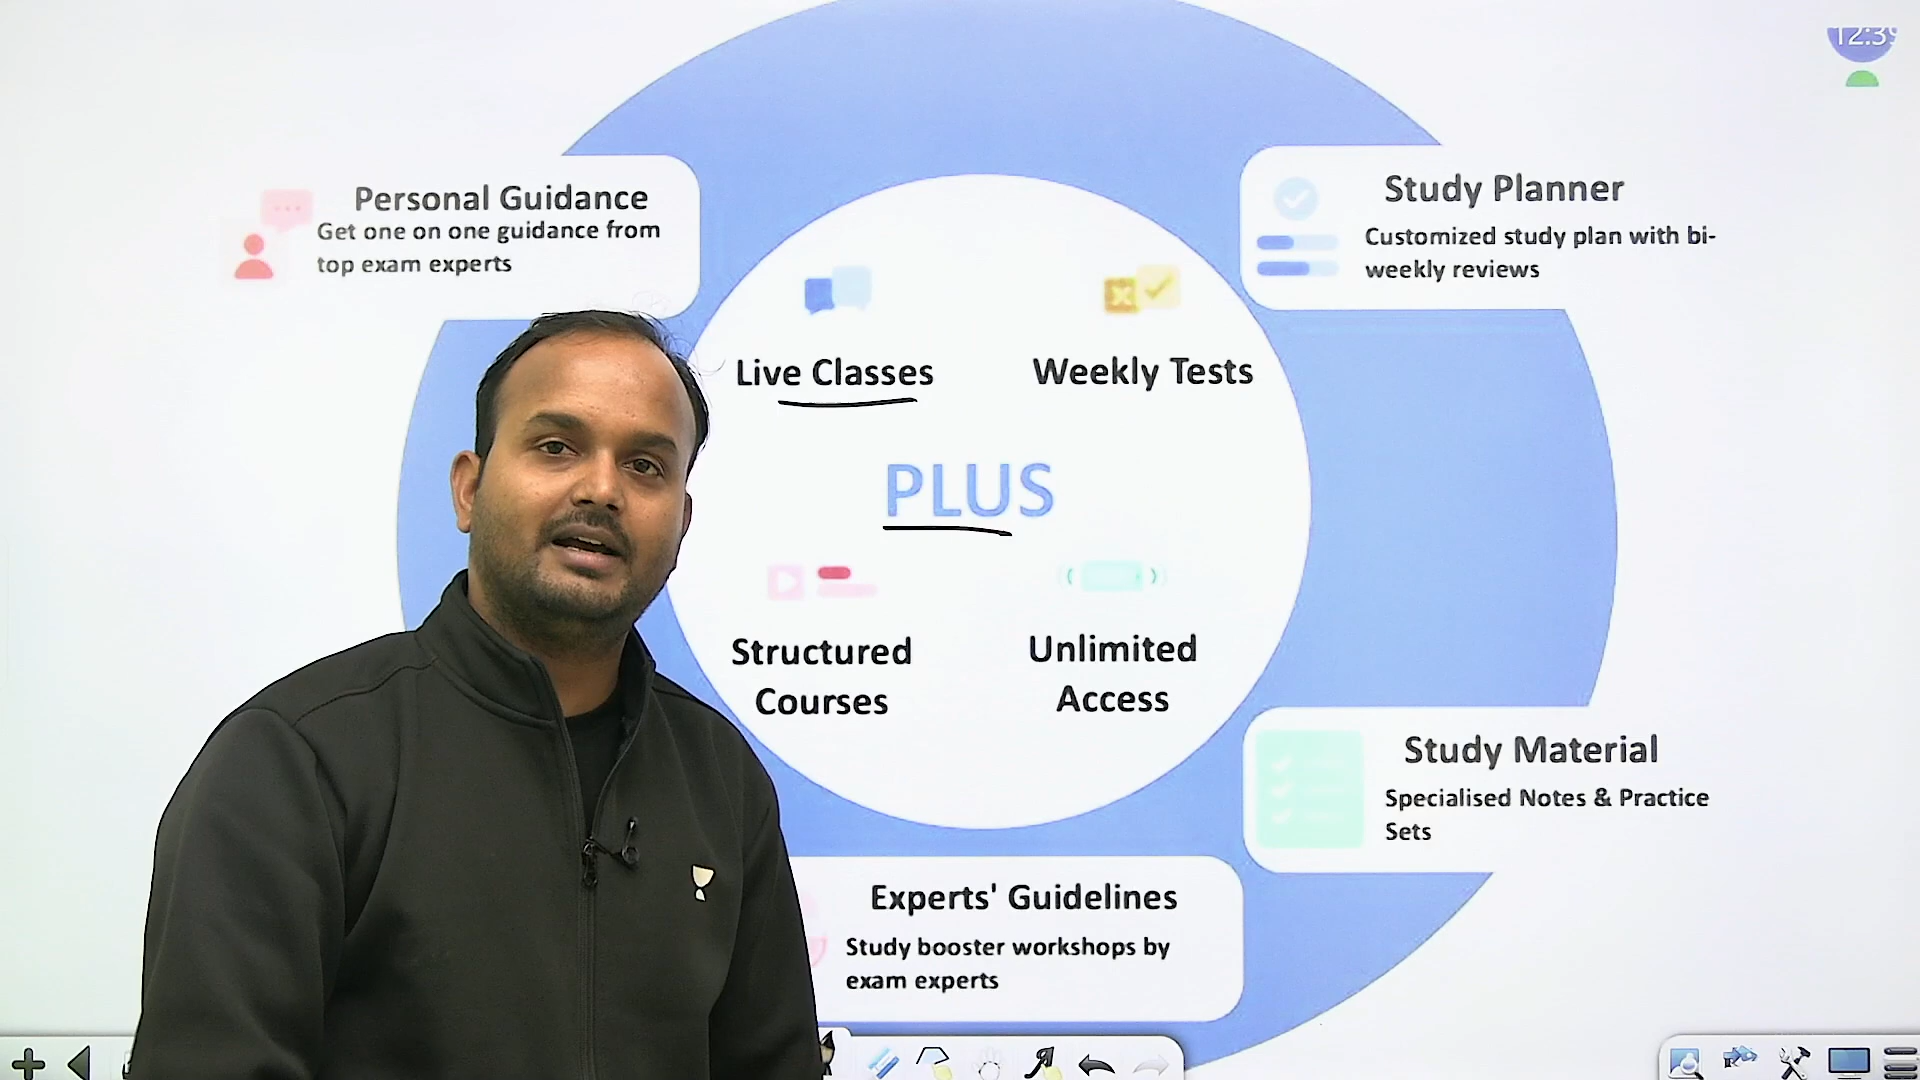 12:39
Personal Guidance
Get one on one guidance from
top exam experts
Study Planner
Customized study plan with bi-
weekly reviews
Live Classes
Weekly Tests
PLUS
Structured
Courses
Unlimited
Access
Study Material
Specialised Notes & Practice
Sets
Experts' Guidelines
Study booster workshops by
exam experts